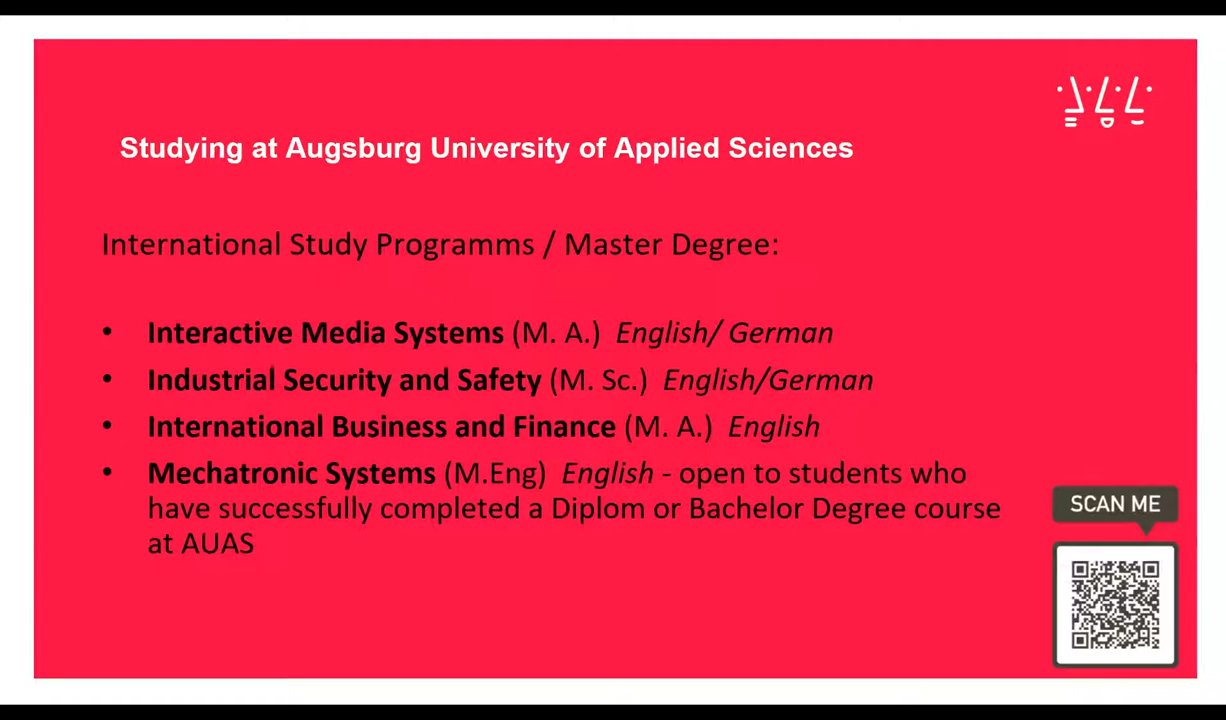 Studying at Augsburg University of Applied Sciences
International Study Programms / Master Degree:
• Interactive Media Systems (M. A.) English/ German
• Industrial Security and Safety (M. Sc.) English/German
• International Business and Finance (M. A.) English
• Mechatronic Systems (M.Eng) English - open to students who
have successfully completed a Diplom or Bachelor Degree course
at AUAS
SCAN ME